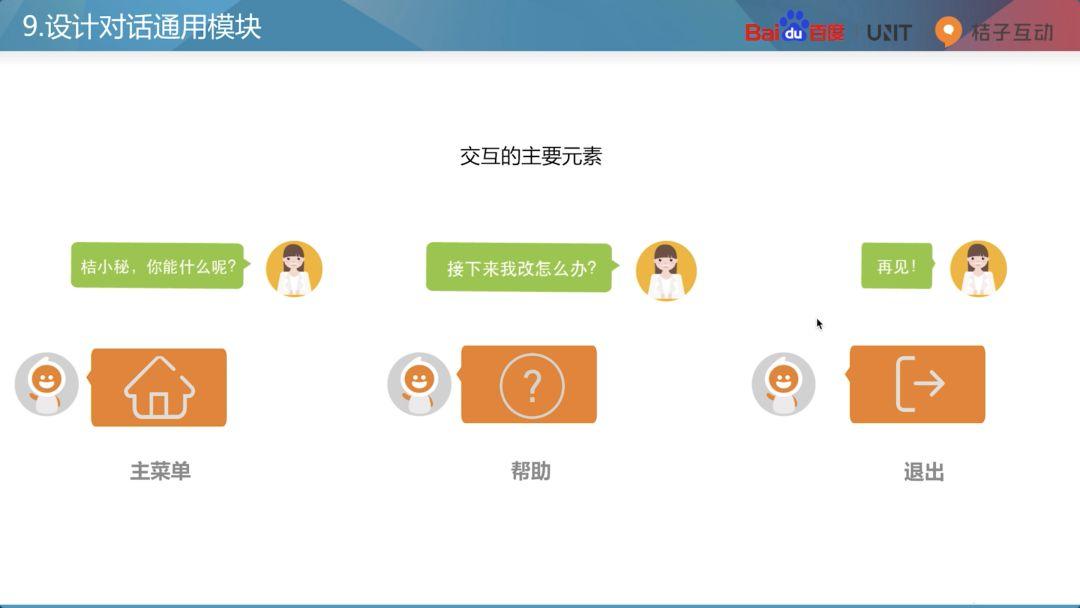 9.设计对话通用模块
Bai du 百度 UNIT 桔子互动
交互的主要元素
桔小秘，你能什么呢?
接下来我改怎么办?
再见!
?
主菜单
帮助
退出